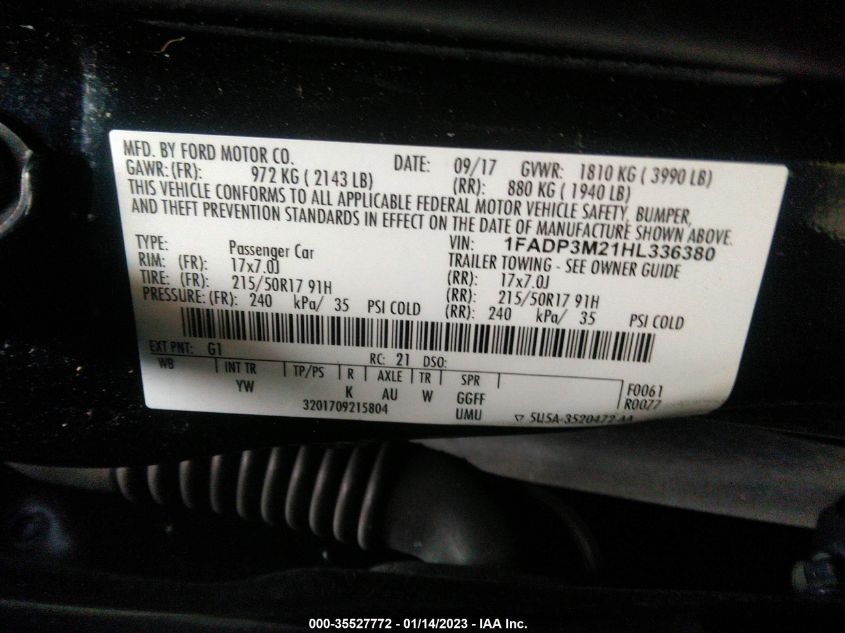 MFD. BY FORD MOTOR CO. DATE: 09/17 GVWR: 1810 KG ( 3990 LB)
GAWR: (FR): 972 KG ( 2143 LB) (RR): 880 KG ( 1940 LB)
THIS VEHICLE CONFORMS TO ALL APPLICABLE FEDERAL MOTOR VEHICLE SAFETY, BUMPER,
AND THEFT PREVENTION STANDARDS IN EFFECT ON THE DATE OF MANUFACTURE SHOWN ABOVE.
VIN: 1FADP3M21HL336380
TYPE: Passenger Car TRAILER TOWING - SEE OWNER GUIDE
RIM: (FR): 17x7.0J (RR): 17x7.0J
TIRE: (FR): 215/50R17 91H (RR): 215/50R17 91H
PRESSURE: (FR): 240 kPa/ 35 PSI COLD (RR): 240 kPa/ 35 PSI COLD
EXT PNT: G1 RC: 21 DSO:
WB INT TR TP/PS R AXLE TR SPR
YW K AU W GGFF
UMU
F0061
R0077
3201709215804
▽ 5U5A-3520472-AA
000-35527772 - 01/14/2023 - IAA Inc.